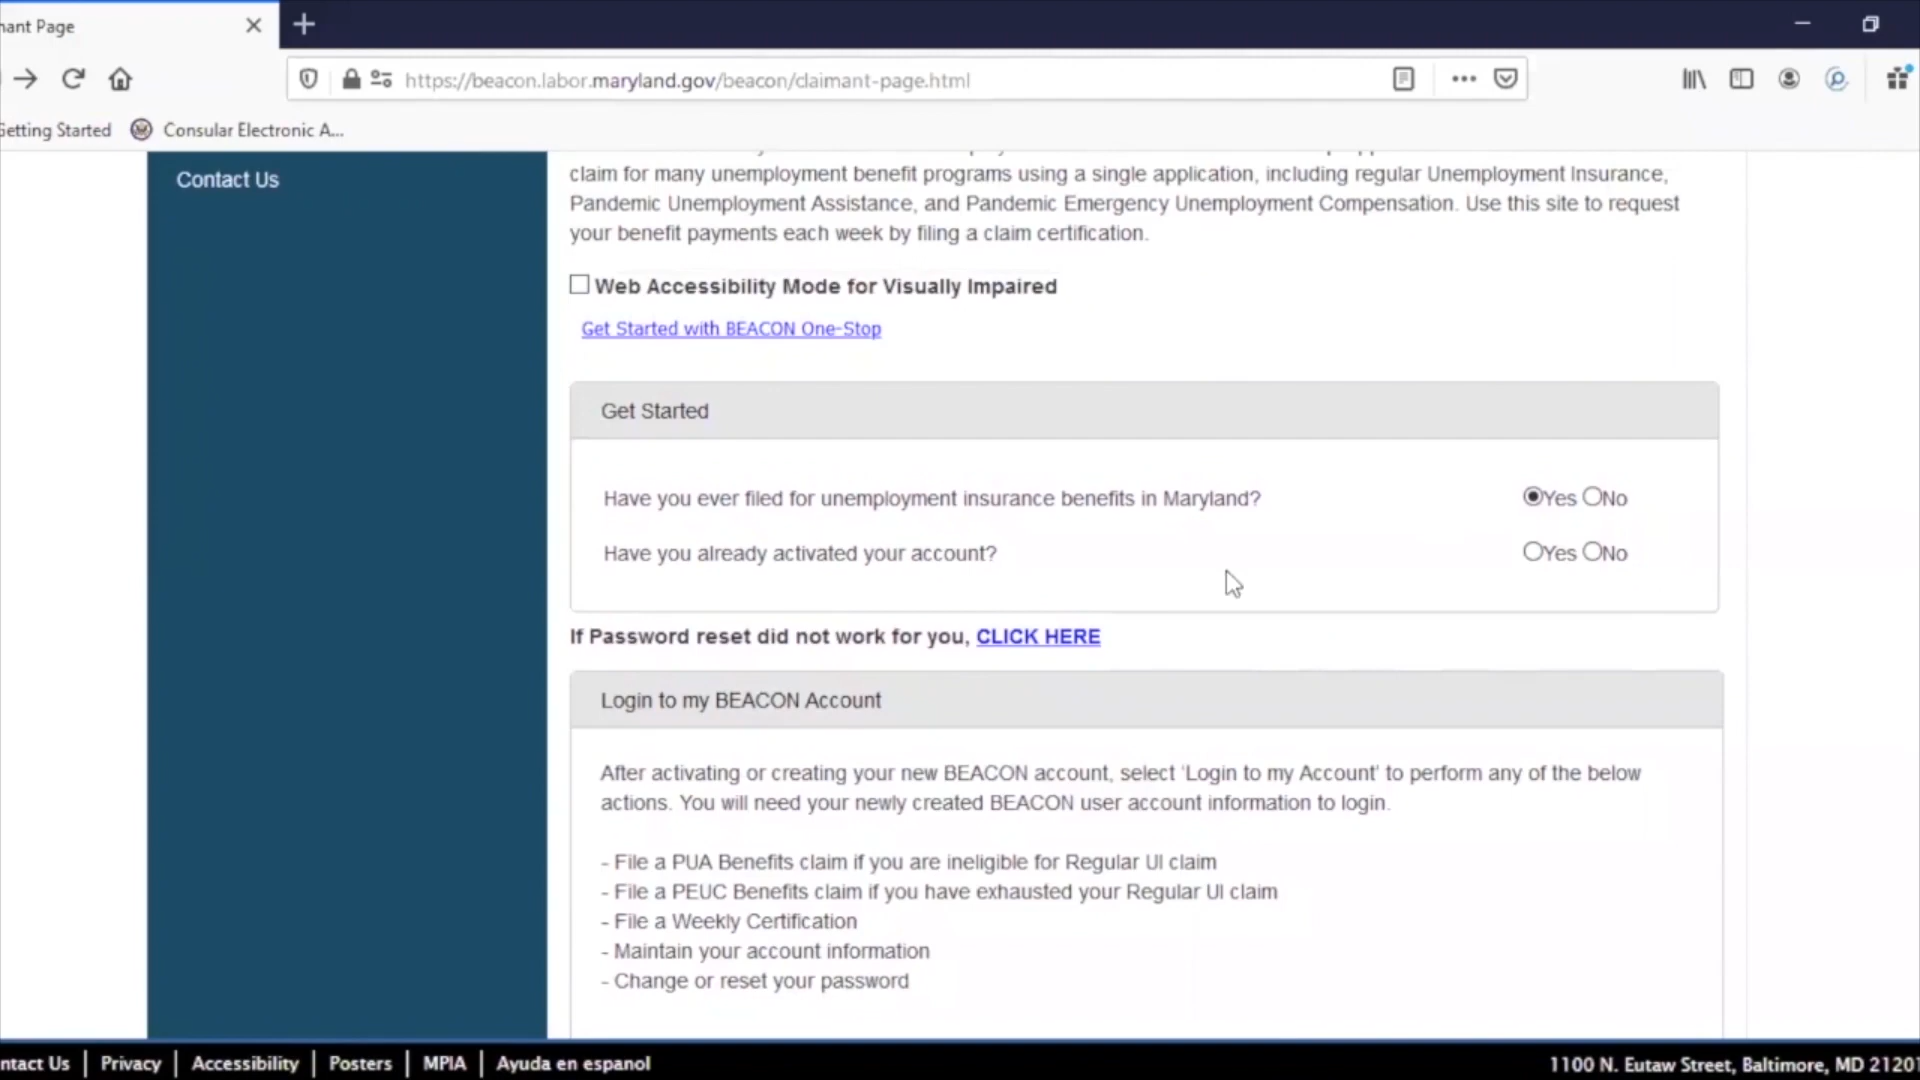 Page
https://beacon.labor.maryland.gov/beacon/claimant-page.html
Getting Started
Consular Electronic A...
Contact Us
claim for many unemployment benefit programs using a single application, including regular Unemployment Insurance,
Pandemic Unemployment Assistance, and Pandemic Emergency Unemployment Compensation. Use this site to request
your benefit payments each week by filing a claim certification.
Web Accessibility Mode for Visually Impaired
Get Started with BEACON One-Stop
Get Started
Have you ever filed for unemployment insurance benefits in Maryland? Yes No
Have you already activated your account? Yes No
If Password reset did not work for you, CLICK HERE
Login to my BEACON Account
After activating or creating your new BEACON account, select 'Login to my Account' to perform any of the below
actions. You will need your newly created BEACON user account information to login.
- File a PUA Benefits claim if you are ineligible for Regular UI claim
- File a PEUC Benefits claim if you have exhausted your Regular UI claim
- File a Weekly Certification
- Maintain your account information
- Change or reset your password
ntact Us | Privacy | Accessibility | Posters | MPIA | Ayuda en espanol
1100 N. Eutaw Street, Baltimore, MD 21201